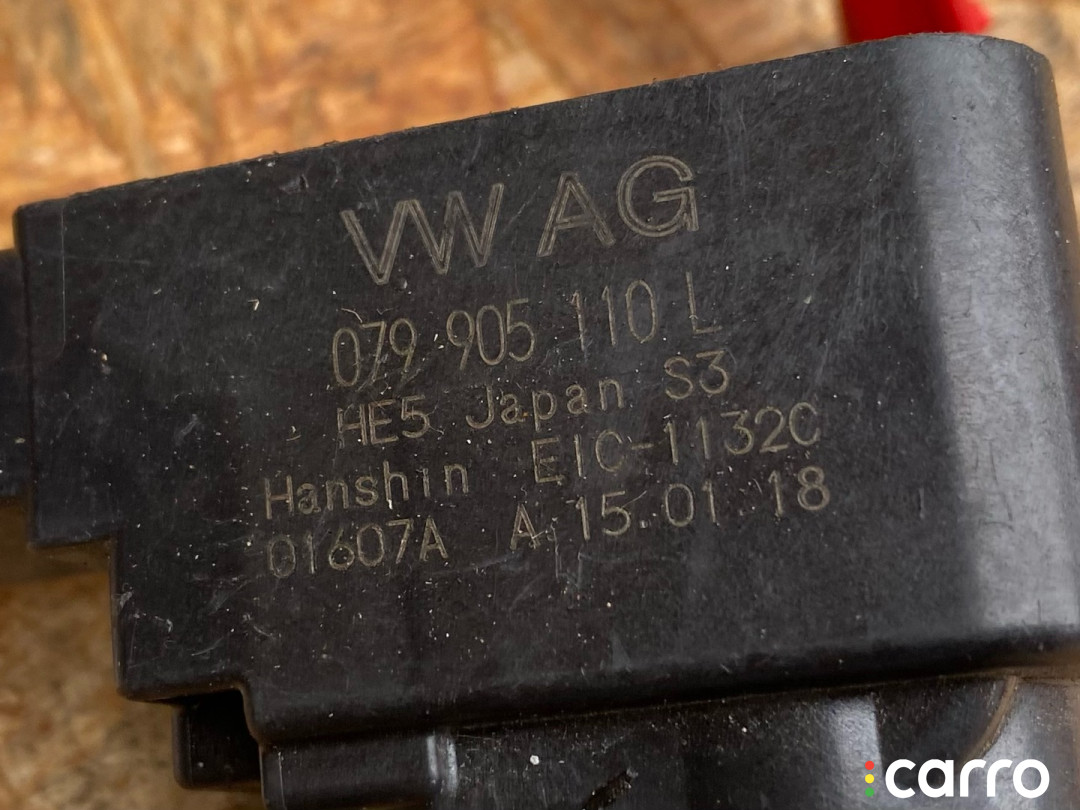 VW AG
079 905 110 L
HE5 Japan S3
Hanshin EIC-1132C
01607A A 15.01.18
carro